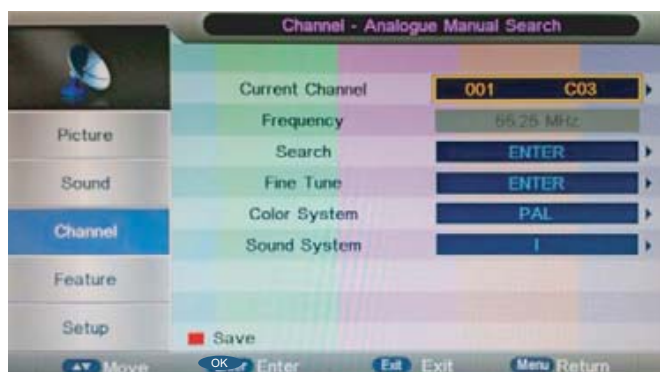 Channel - Analogue Manual Search
Current Channel 001 C03
Frequency 55.25 MHz
Search ENTER
Fine Tune ENTER
Color System PAL
Sound System I
Picture
Sound
Channel
Feature
Setup
Save
Move OK Enter Exit Exit Menu Return